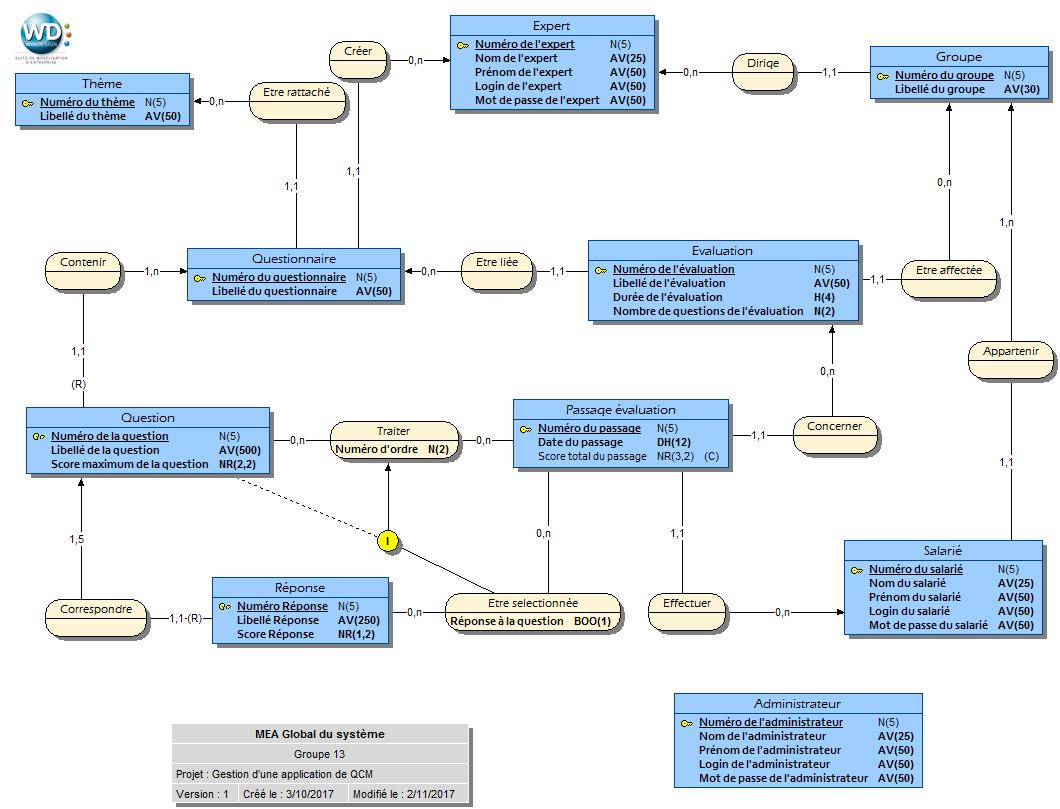 WD:
WIN'DESIGN
SUITE DE MODÉLISATION
D'ENTREPRISE
Thème
Numéro du thème N(5)
Libellé du thème AV(50)
0,n
Etre rattaché
1,1
Créer
0,n
1,1
Expert
Numéro de l'expert N(5)
Nom de l'expert AV(25)
Prénom de l'expert AV(50)
Login de l'expert AV(50)
Mot de passe de l'expert AV(50)
0,n
Dirige
1,1
Groupe
Numéro du groupe N(5)
Libellé du groupe AV(30)
0,n
1,n
Contenir
1,n
1,1
(R)
Questionnaire
Numéro du questionnaire N(5)
Libellé du questionnaire AV(50)
0,n
Etre liée
1,1
Evaluation
Numéro de l'évaluation N(5)
Libellé de l'évaluation AV(50)
Durée de l'évaluation H(4)
Nombre de questions de l'évaluation N(2)
1,1
Etre affectée
Appartenir
1,1
0,n
Question
Numéro de la question N(5)
Libellé de la question AV(500)
Score maximum de la question NR(2,2)
0,n
Traiter
Numéro d'ordre N(2)
0,n
Passage évaluation
Numéro du passage N(5)
Date du passage DH(12)
Score total du passage NR(3,2) (C)
1,1
Concerner
1,5
I
0,n
1,1
Correspondre
1,1-(R)
Réponse
Numéro Réponse N(5)
Libellé Réponse AV(250)
Score Réponse NR(1,2)
0,n
Etre selectionnée
Réponse à la question BOO(1)
Effectuer
0,n
Salarié
Numéro du salarié N(5)
Nom du salarié AV(25)
Prénom du salarié AV(50)
Login du salarié AV(50)
Mot de passe du salarié AV(50)
Administrateur
Numéro de l'administrateur N(5)
Nom de l'administrateur AV(25)
Prénom de l'administrateur AV(50)
Login de l'administrateur AV(50)
Mot de passe de l'administrateur AV(50)
MEA Global du système
Groupe 13
Projet : Gestion d'une application de QCM
Version : 1 Créé le : 3/10/2017 Modifié le : 2/11/2017